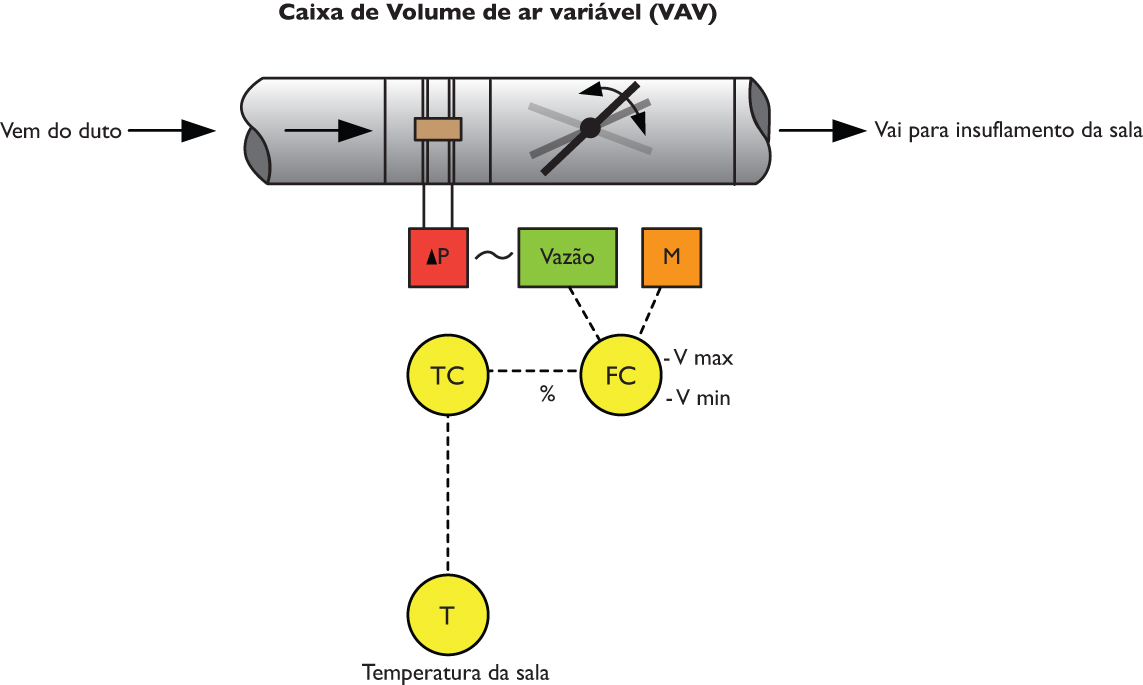 Caixa de Volume de ar variável (VAV)
Vem do duto
Vai para insuflamento da sala
▲P
Vazão
M
TC
%
FC
- V max
- V min
T
Temperatura da sala